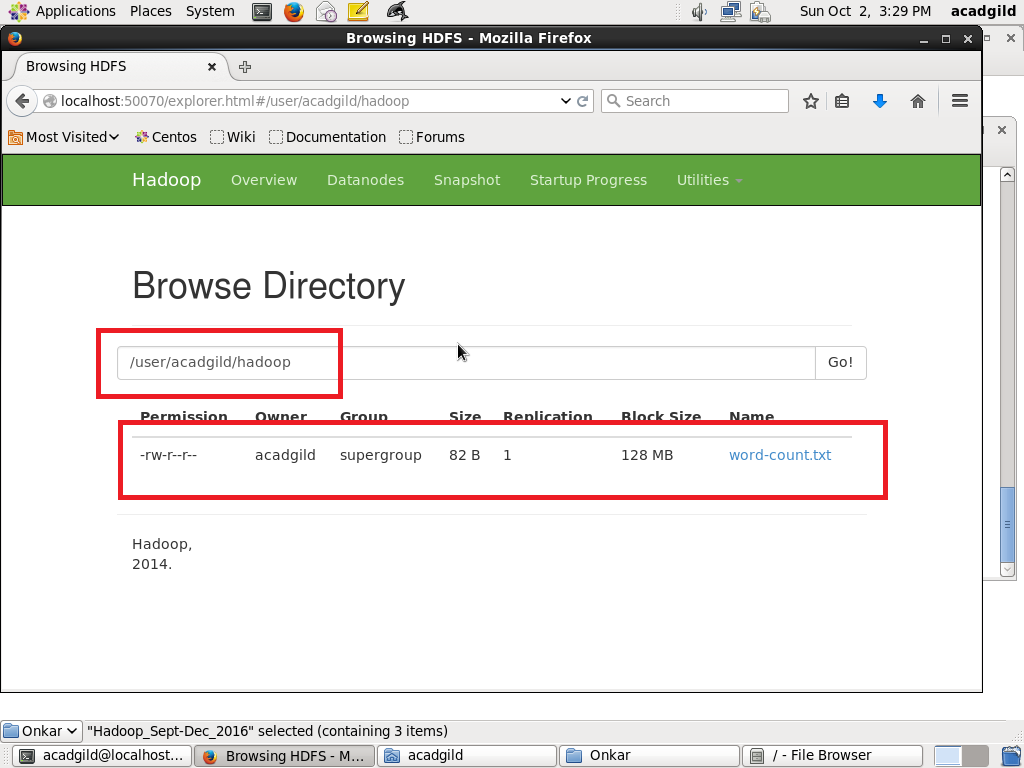 Applications Places System Sun Oct 2, 3:29 PM acadgild
Browsing HDFS - Mozilla Firefox
Browsing HDFS
localhost:50070/explorer.html#/user/acadgild/hadoop Search
Most Visited Centos Wiki Documentation Forums
Hadoop Overview Datanodes Snapshot Startup Progress Utilities
Browse Directory
/user/acadgild/hadoop Go!
Permission Owner Group Size Replication Block Size Name
-rw-r--r-- acadgild supergroup 82 B 1 128 MB word-count.txt
Hadoop,
2014.
Onkar "Hadoop_Sept-Dec_2016" selected (containing 3 items)
acadgild@localhost... Browsing HDFS - M... acadgild Onkar / - File Browser